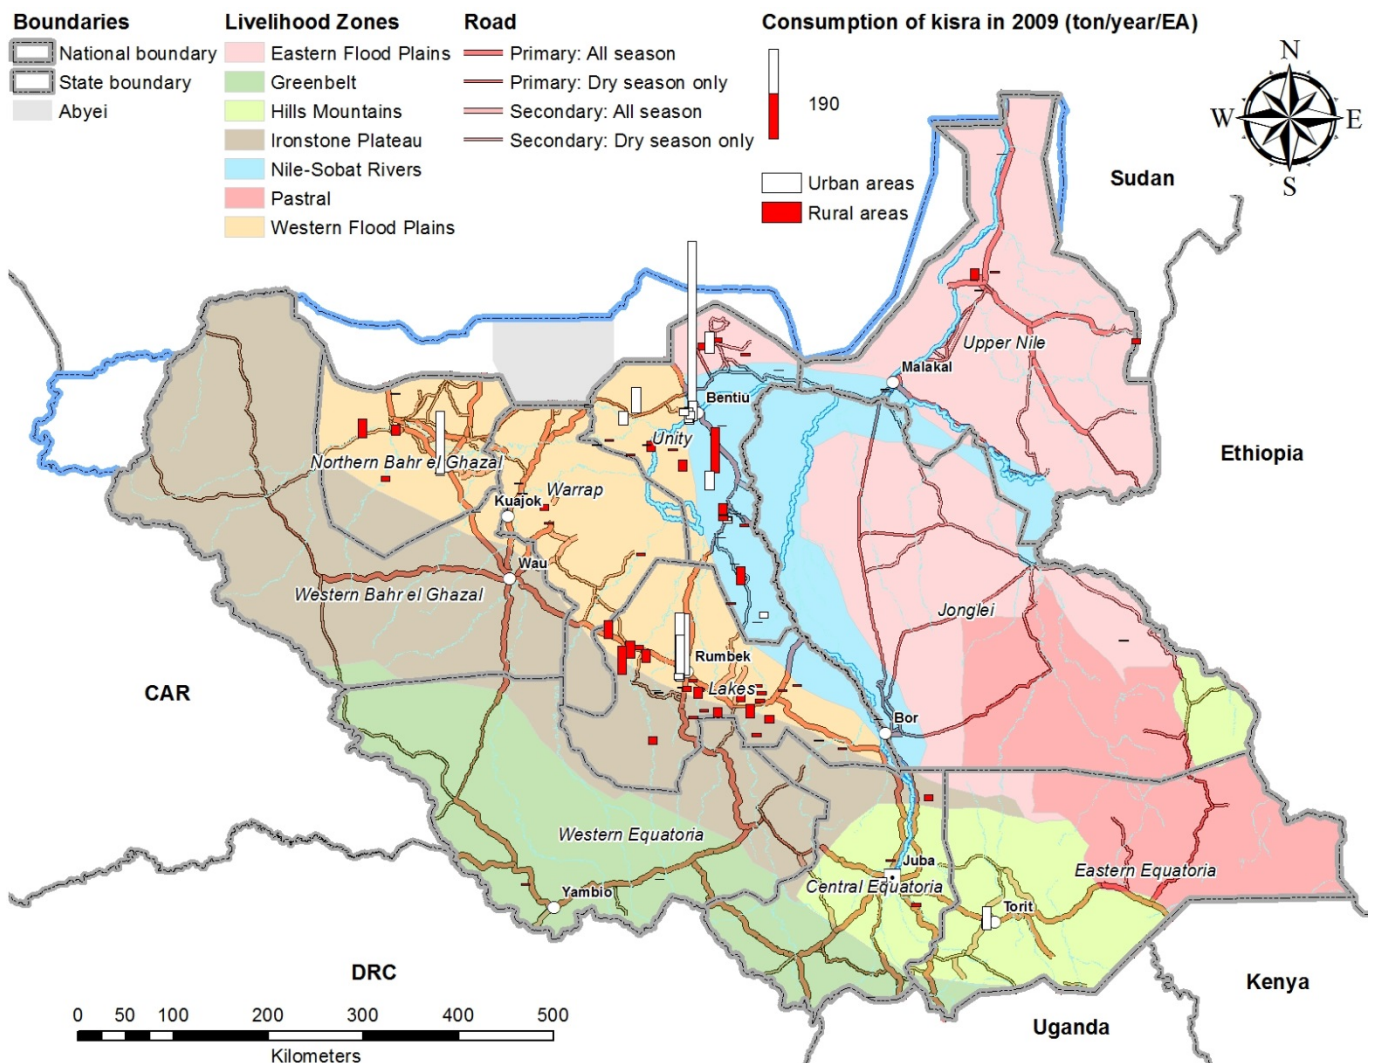 Boundaries
National boundary
State boundary
Abyei
Livelihood Zones
Eastern Flood Plains
Greenbelt
Hills Mountains
Ironstone Plateau
Nile-Sobat Rivers
Pastral
Western Flood Plains
Road
Primary: All season
Primary: Dry season only
Secondary: All season
Secondary: Dry season only
Consumption of kisra in 2009 (ton/year/EA)
190
Urban areas
Rural areas
N
W E
S
Sudan
Upper Nile
Malakal
Bentiu
Unity
Ethiopia
Northern Bahr el Ghazal
Warrap
Kuajok
Wau
Western Bahr el Ghazal
Jonglei
Rumbek
Lakes
CAR
Bor
Western Equatoria
Juba
Central Equatoria
Eastern Equatoria
Yambio
Torit
DRC
Kenya
Uganda
0 50 100 200 300 400 500
Kilometers